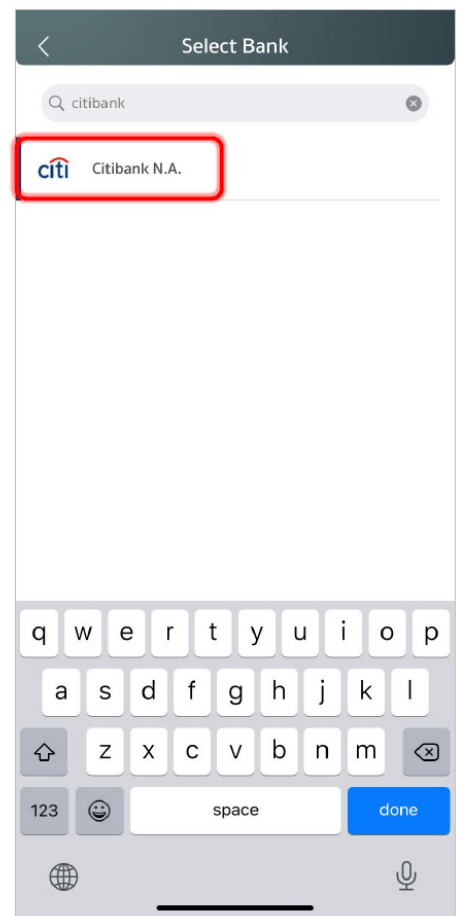 Select Bank
citibank
citi Citibank N.A.
q w e r t y u i o p
a s d f g h j k l
z x c v b n m
123 space done